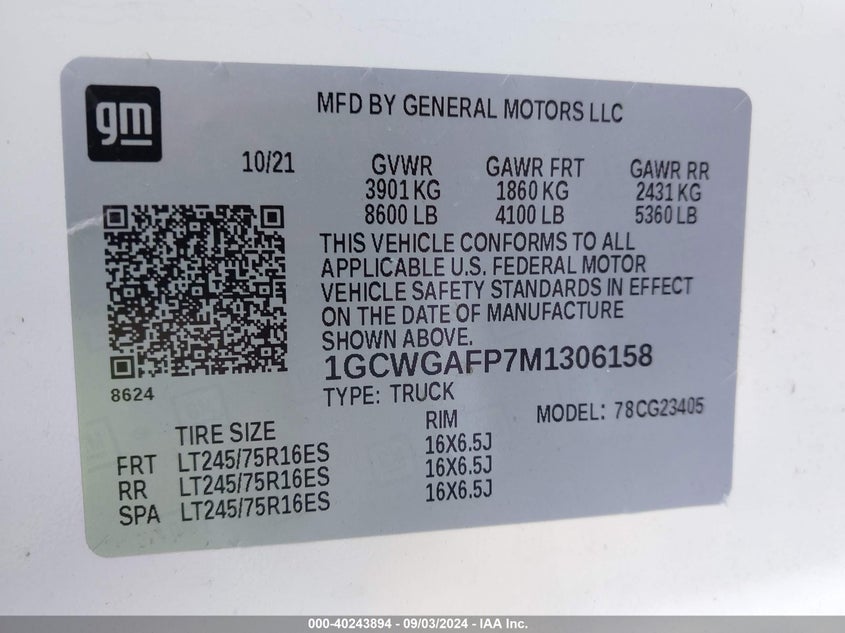 gm
MFD BY GENERAL MOTORS LLC
10/21 GVWR GAWR FRT GAWR RR
3901 KG 1860 KG 2431 KG
8600 LB 4100 LB 5360 LB
THIS VEHICLE CONFORMS TO ALL
APPLICABLE U.S. FEDERAL MOTOR
VEHICLE SAFETY STANDARDS IN EFFECT
ON THE DATE OF MANUFACTURE
SHOWN ABOVE.
1GCWGAFP7M1306158
8624
TYPE: TRUCK
MODEL: 78CG23405
TIRE SIZE RIM
FRT LT245/75R16ES 16X6.5J
RR LT245/75R16ES 16X6.5J
SPA LT245/75R16ES 16X6.5J
000-40243894 - 09/03/2024 - IAA Inc.